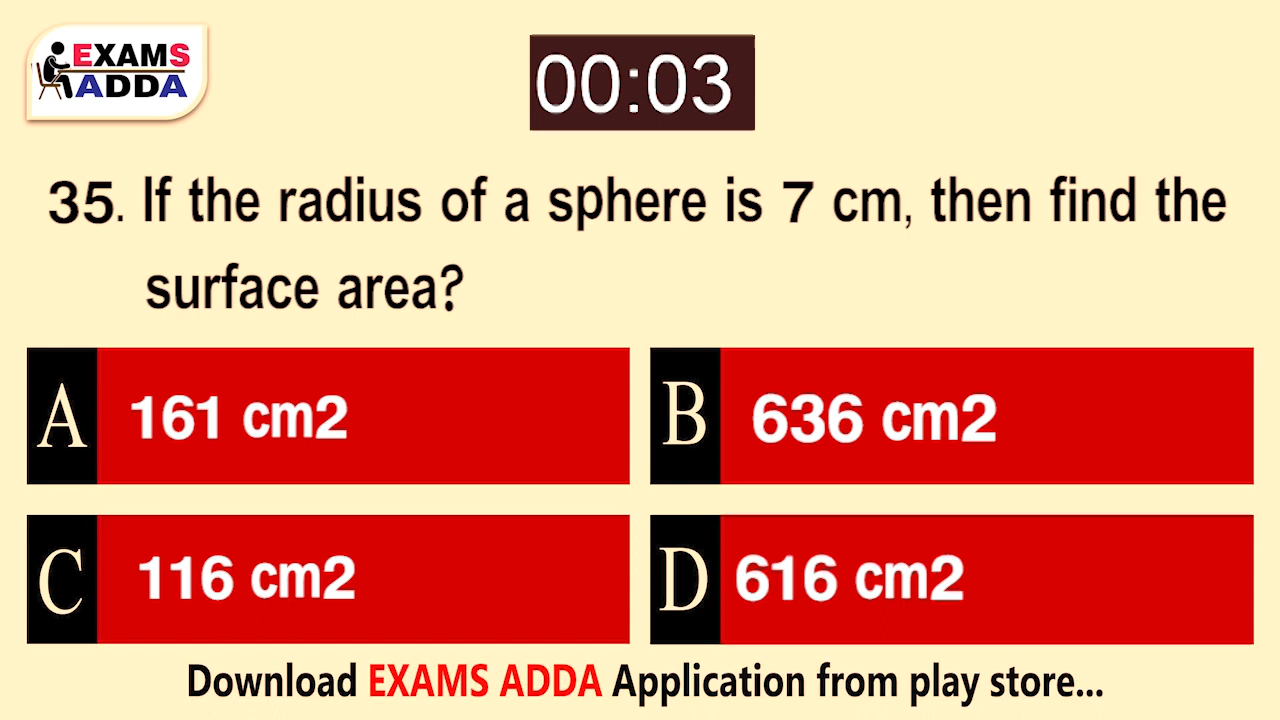 EXAMS
ADDA
00:03
35. If the radius of a sphere is 7 cm, then find the
surface area?
A 161 cm2
B 636 cm2
C 116 cm2
D 616 cm2
Download EXAMS ADDA Application from play store...